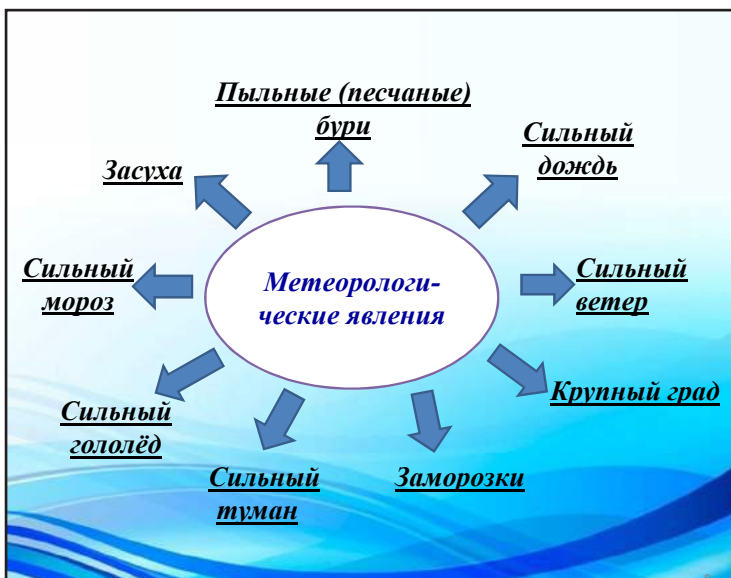 Пыльные (песчаные)
бури
Сильный
дождь
Засуха
Сильный
мороз
Метеорологи-
ческие явления
Сильный
ветер
Крупный град
Сильный
гололёд
Сильный
туман
Заморозки